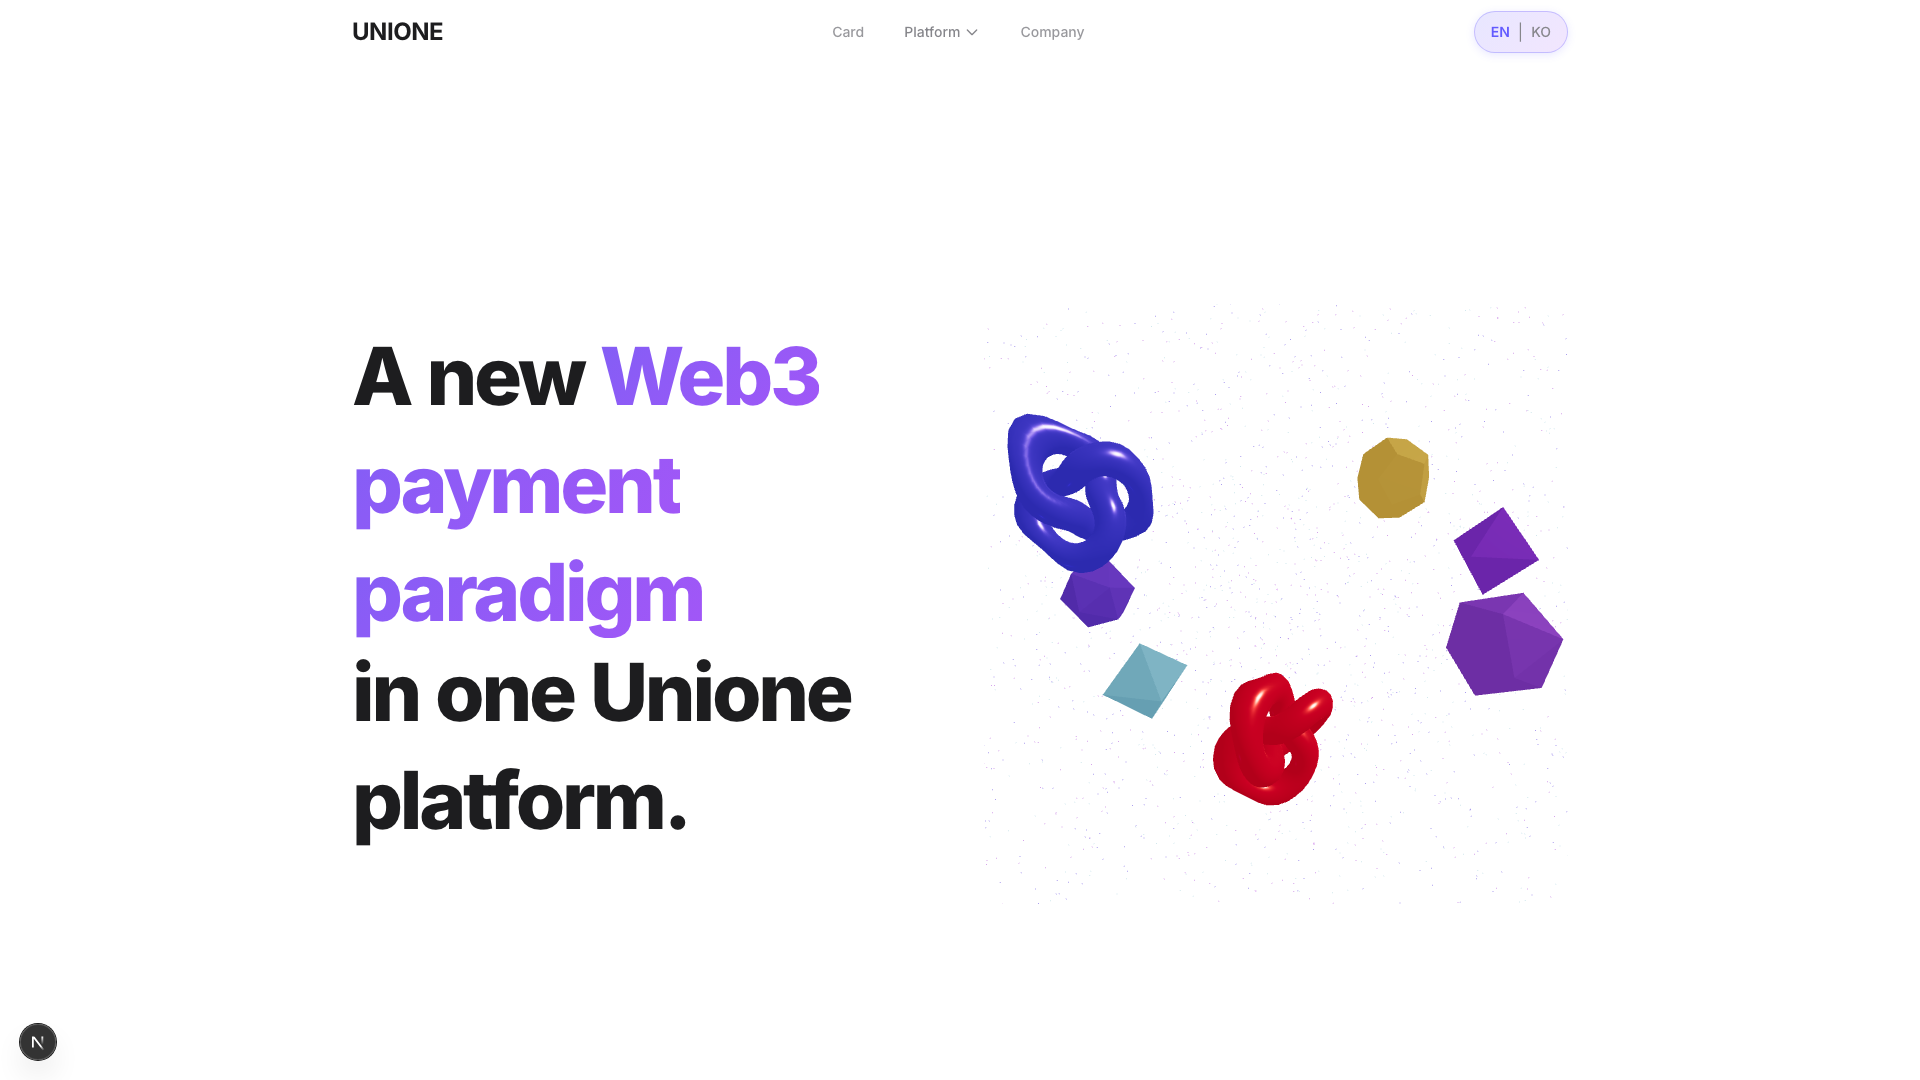 UNIONE
Card
Platform
Company
EN | KO
A new Web3
payment
paradigm
in one Unione
platform.
N